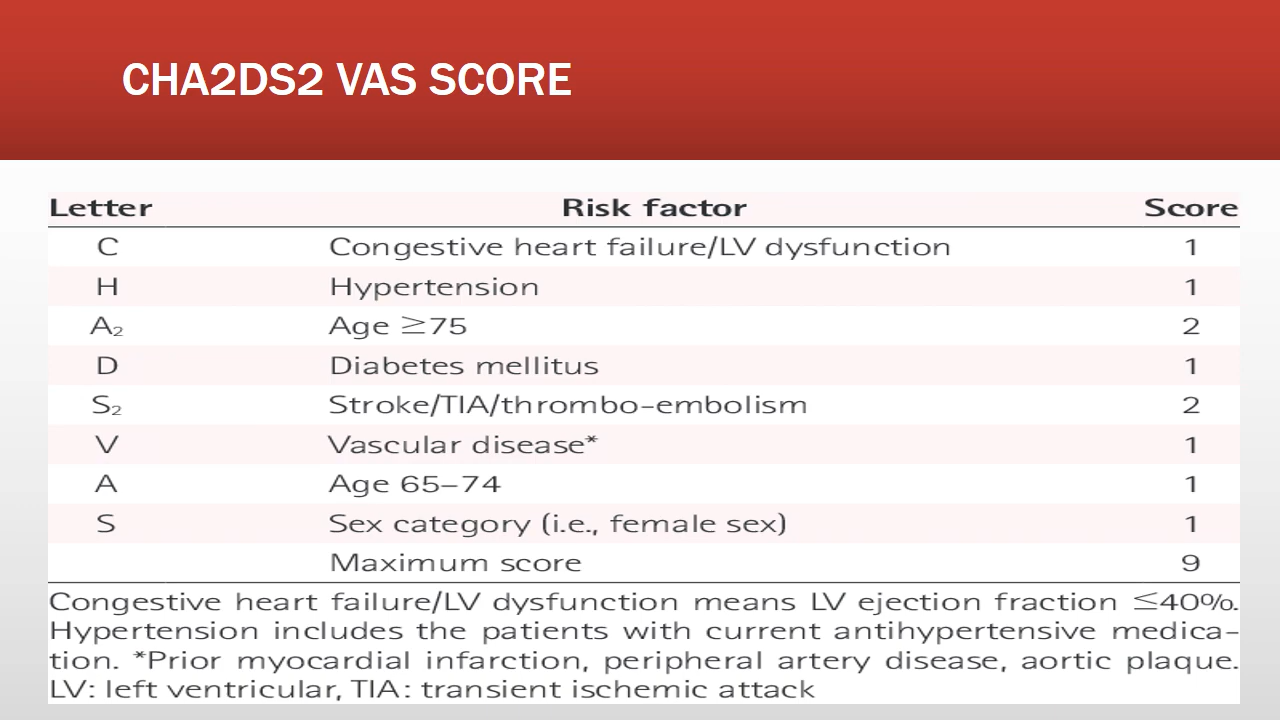 CHA2DS2 VAS SCORE
Letter Risk factor Score
C Congestive heart failure/LV dysfunction 1
H Hypertension 1
A₂ Age ≥75 2
D Diabetes mellitus 1
S₂ Stroke/TIA/thrombo-embolism 2
V Vascular disease* 1
A Age 65–74 1
S Sex category (i.e., female sex) 1
Maximum score 9
Congestive heart failure/LV dysfunction means LV ejection fraction ≤40%.
Hypertension includes the patients with current antihypertensive medica-
tion. *Prior myocardial infarction, peripheral artery disease, aortic plaque.
LV: left ventricular, TIA: transient ischemic attack